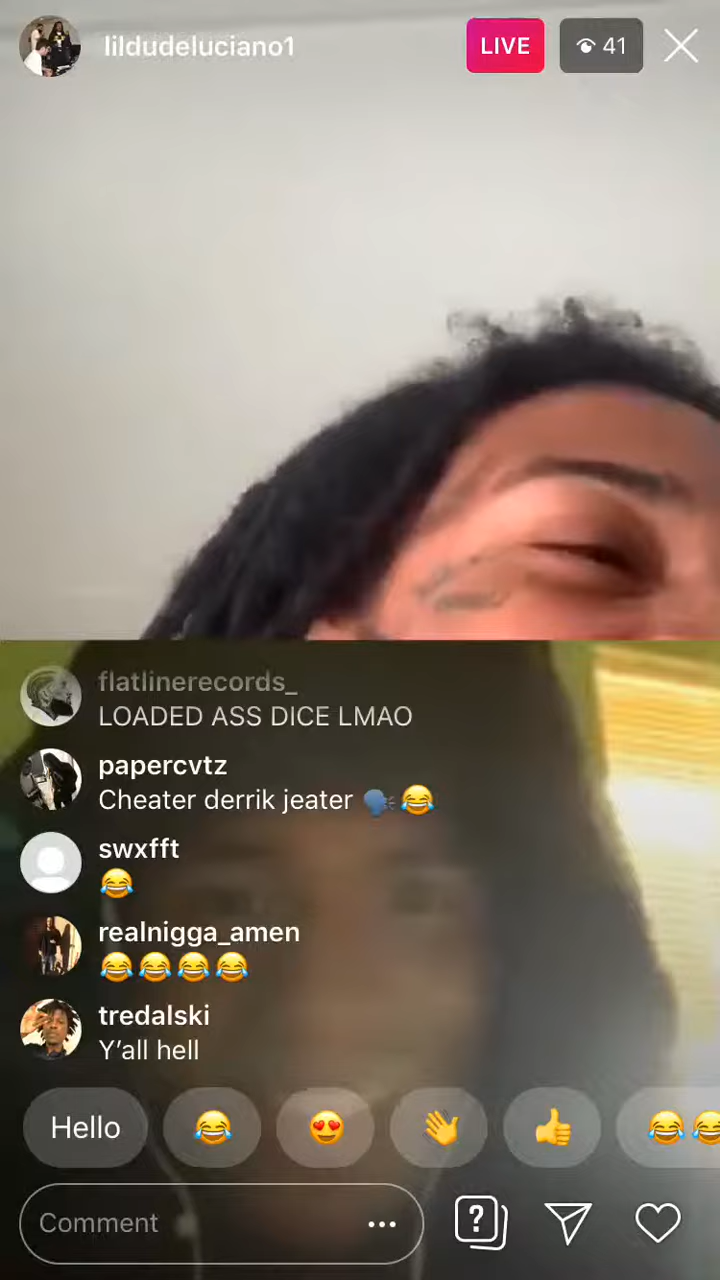 lildudeluciano1
LIVE
41
flatlinerecords_
LOADED ASS DICE LMAO
papercvtz
Cheater derrik jeater 🗣😂
swxfft
😂
realnigga_amen
😂😂😂😂
tredalski
Y’all hell
Hello 😂 😍 👋 👍 😂😂
Comment